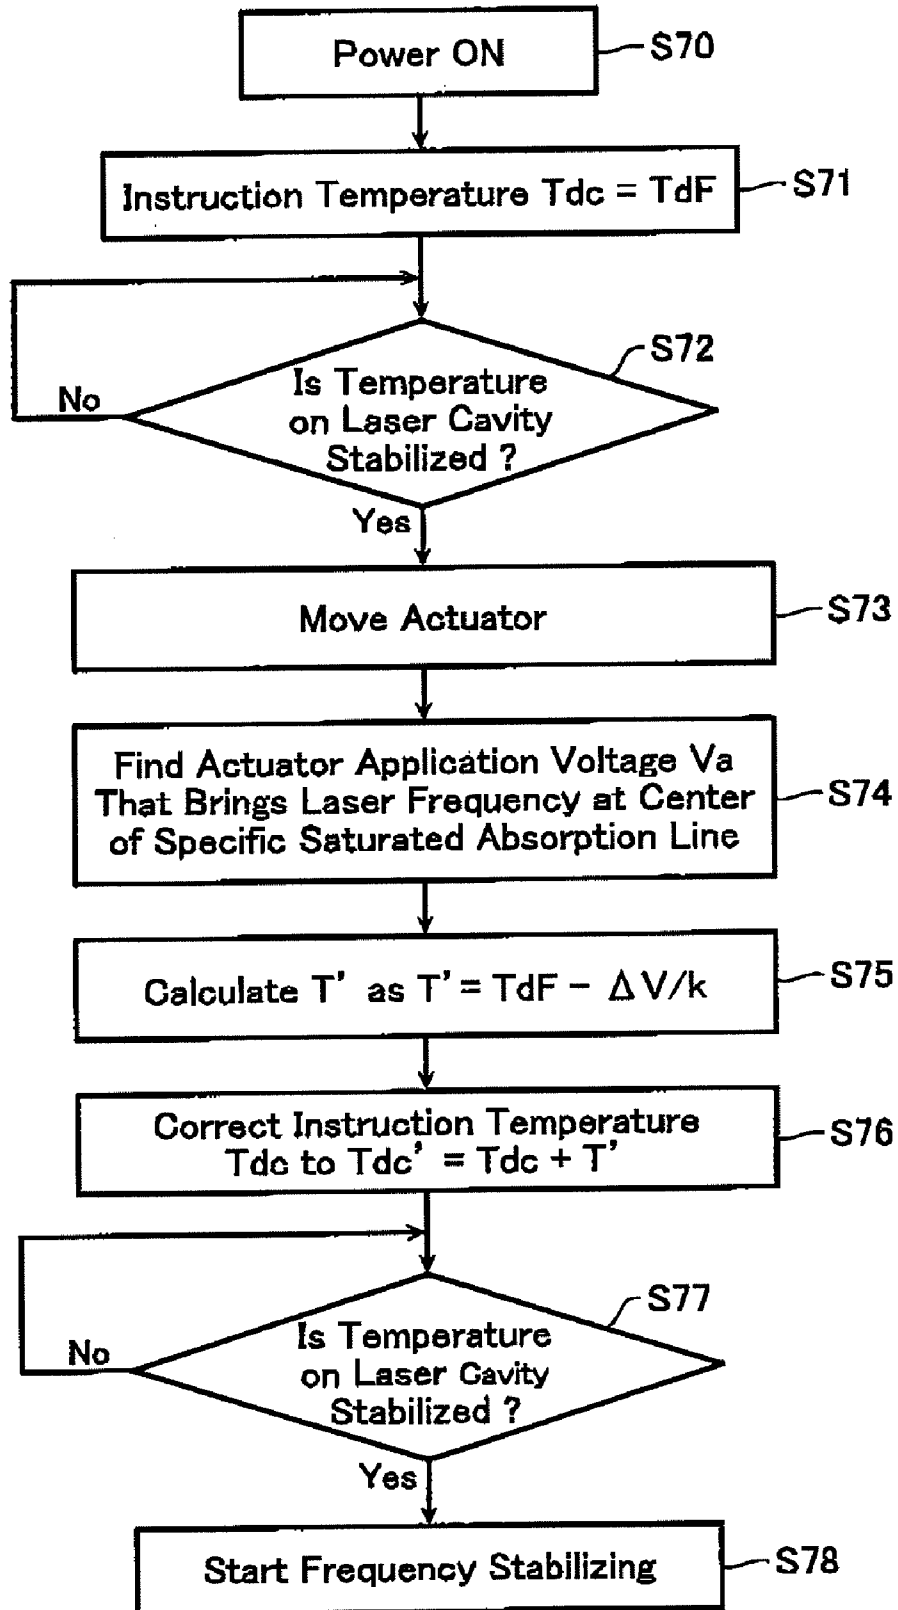 Power ON
S70
Instruction Temperature Tdc = TdF
S71
S72
Is Temperature
on Laser Cavity
Stabilized ?
No
Yes
Move Actuator
S73
Find Actuator Application Voltage Va
That Brings Laser Frequency at Center
of Specific Saturated Absorption Line
S74
Calculate T' as T' = TdF - ΔV/k
S75
Correct Instruction Temperature
Tdc to Tdc' = Tdc + T'
S76
S77
Is Temperature
on Laser Cavity
Stabilized ?
No
Yes
Start Frequency Stabilizing
S78